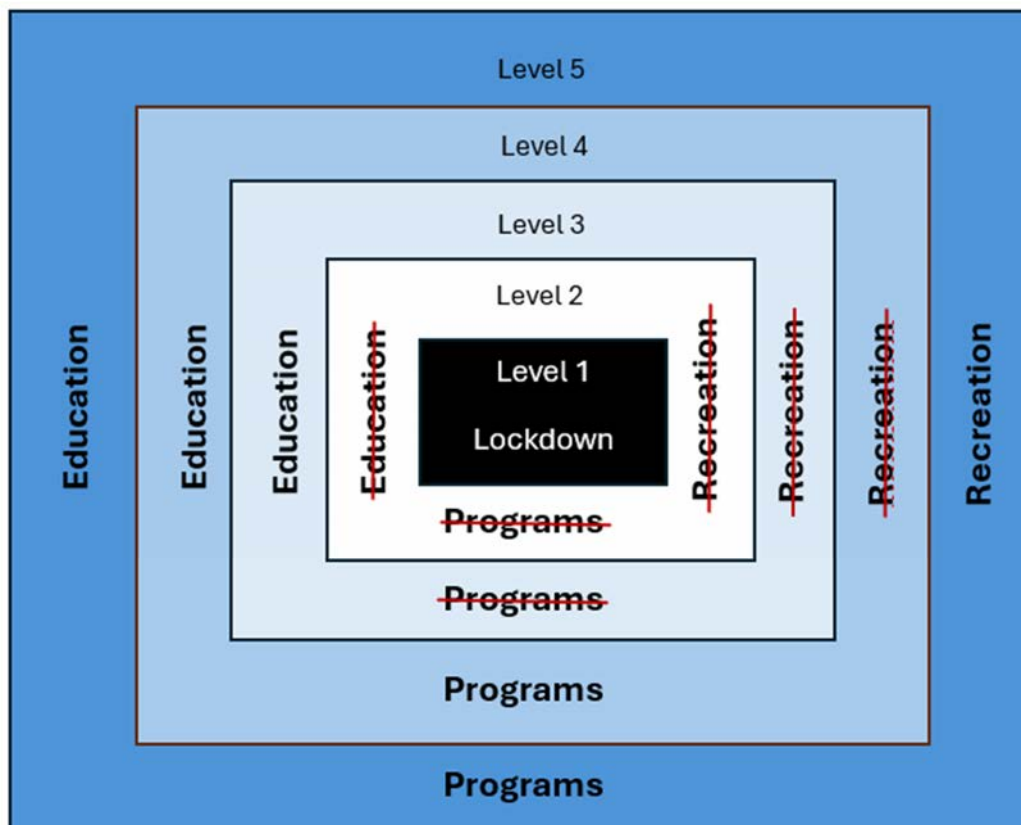 Level 5
Level 4
Level 3
Level 2
Level 1
Lockdown
Education
Education
Education
Education
Recreation
Recreation
Recreation
Recreation
Programs
Programs
Programs
Programs